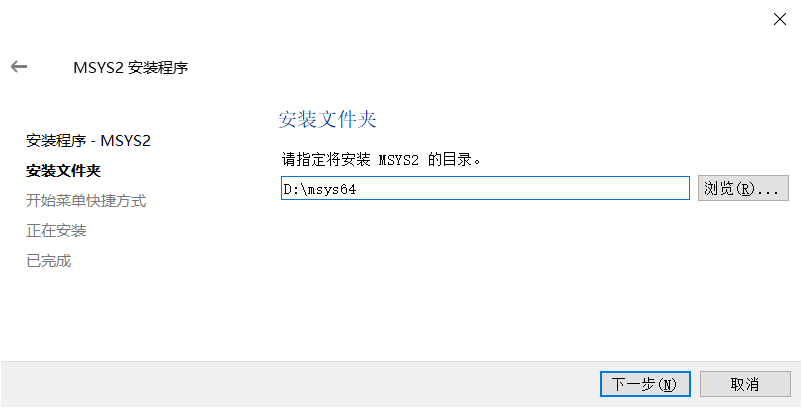 MSYS2 安装程序
安装程序 - MSYS2
安装文件夹
开始菜单快捷方式
正在安装
已完成
安装文件夹
请指定将安装 MSYS2 的目录。
D:\msys64
浏览(R)...
下一步(N)
取消